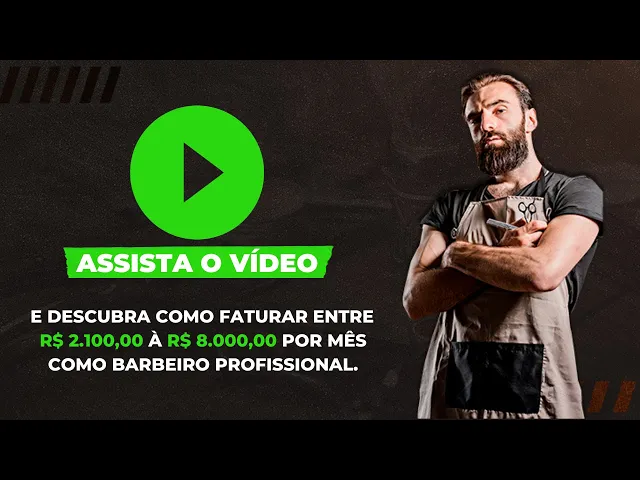 ASSISTA O VÍDEO
E DESCUBRA COMO FATURAR ENTRE
R$ 2.100,00 À R$ 8.000,00 POR MÊS
COMO BARBEIRO PROFISSIONAL.